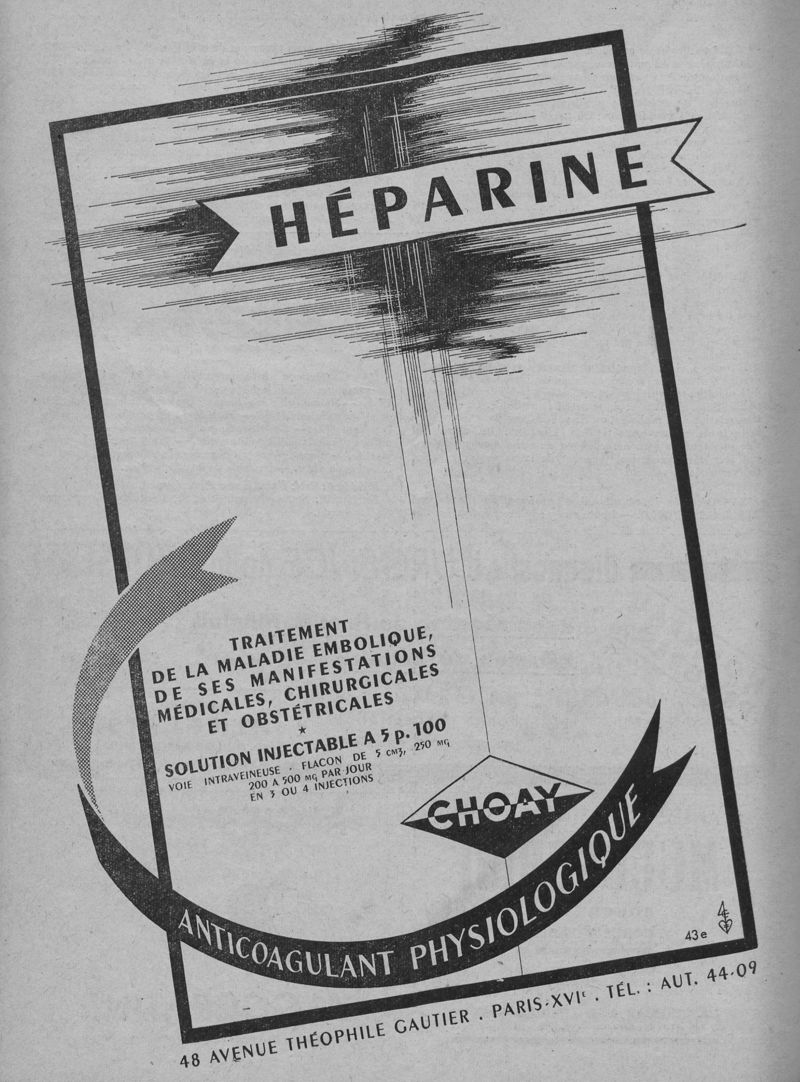 HÉPARINE
TRAITEMENT
DE LA MALADIE EMBOLIQUE,
DE SES MANIFESTATIONS
MÉDICALES, CHIRURGICALES
ET OBSTÉTRICALES
★
SOLUTION INJECTABLE A 5 p. 100
VOIE INTRAVEINEUSE . FLACON DE 5 CM3, 250 MG
200 A 500 MG PAR JOUR
EN 3 OU 4 INJECTIONS
CHOAY
ANTICOAGULANT PHYSIOLOGIQUE
43e
48 AVENUE THÉOPHILE GAUTIER . PARIS-XVIe . TÉL. : AUT. 44-09